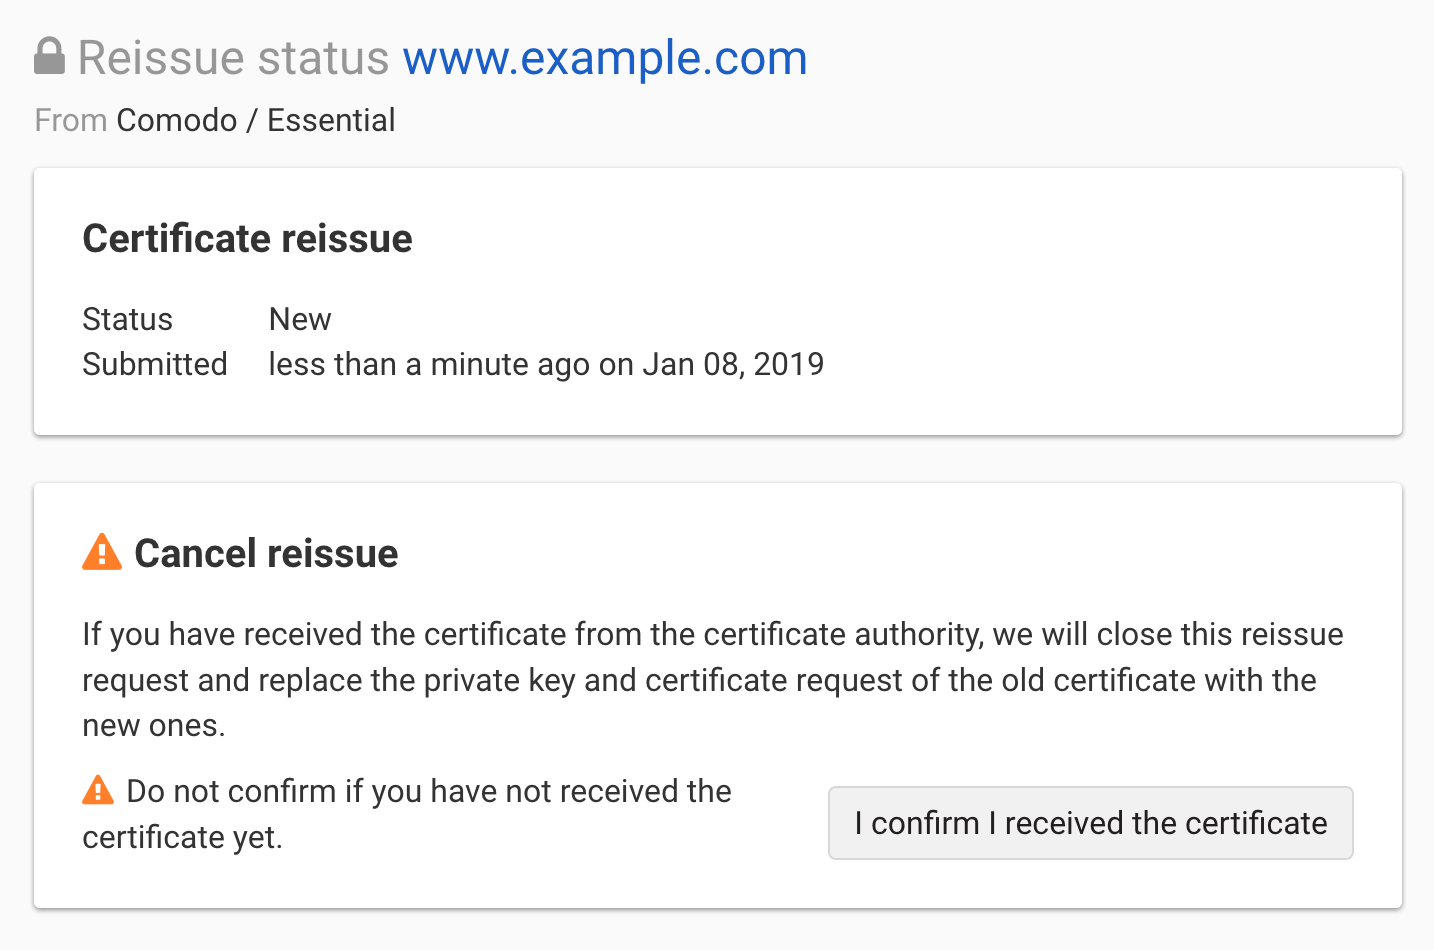 Reissue status www.example.com
From Comodo / Essential
Certificate reissue
Status New
Submitted less than a minute ago on Jan 08, 2019
Cancel reissue
If you have received the certificate from the certificate authority, we will close this reissue
request and replace the private key and certificate request of the old certificate with the
new ones.
Do not confirm if you have not received the
certificate yet.
I confirm I received the certificate